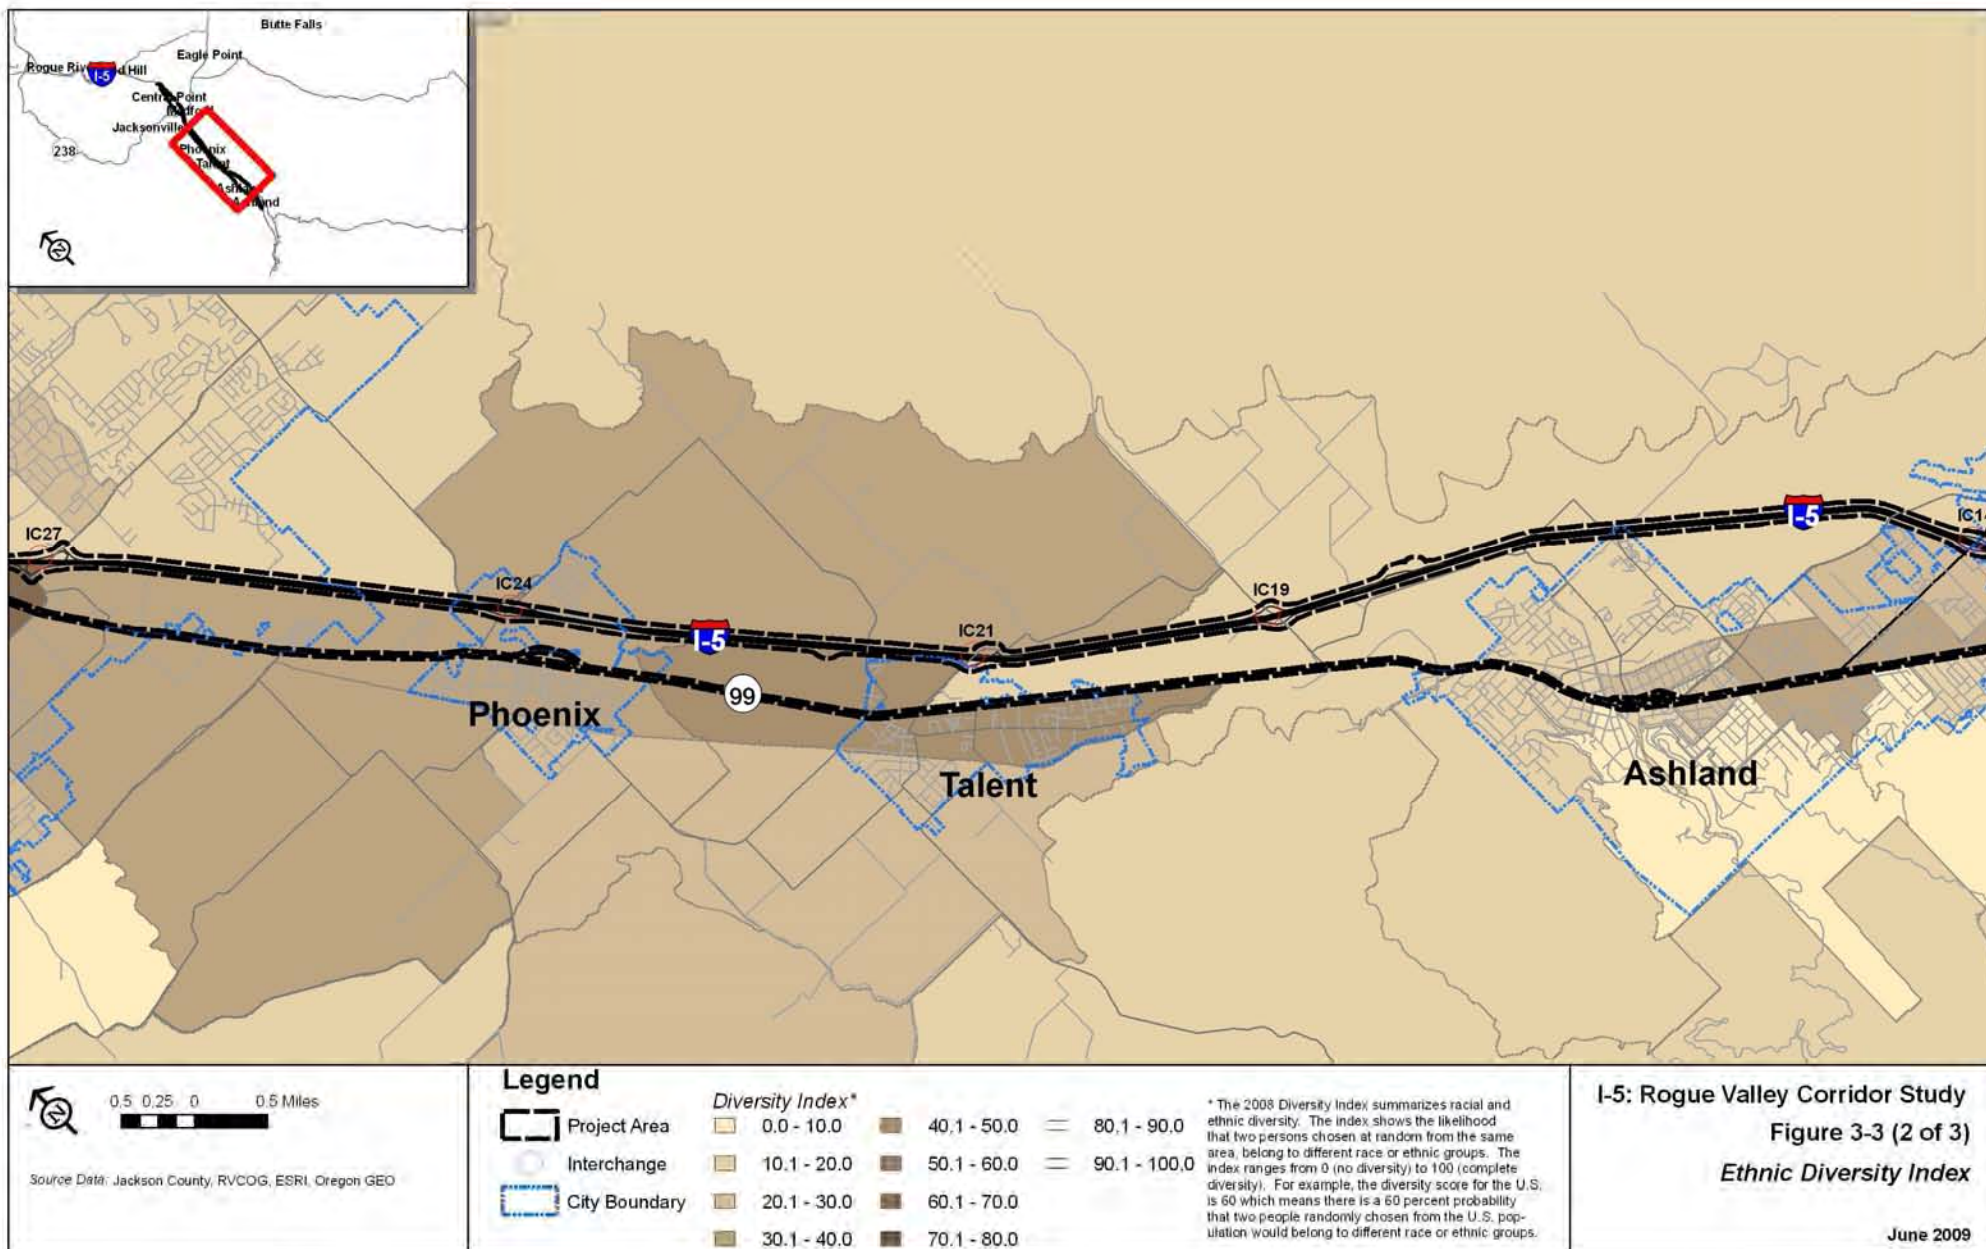 Butte Falls
Eagle Point
Rogue Riv
d Hill
I-5
Central Point
Medford
Jacksonville
238
Phoenix
Talent
Ashland
Ashland
N
IC27
IC24
I-5
IC21
IC19
I-5
IC14
99
Phoenix
Talent
Ashland
N
0.5 0.25 0 0.5 Miles
Source Data: Jackson County, RVCOG, ESRI, Oregon GEO
Legend
Project Area
Interchange
City Boundary
Diversity Index*
0.0 - 10.0
10.1 - 20.0
20.1 - 30.0
30.1 - 40.0
40.1 - 50.0
50.1 - 60.0
60.1 - 70.0
70.1 - 80.0
80.1 - 90.0
90.1 - 100.0
* The 2008 Diversity Index summarizes racial and
ethnic diversity. The index shows the likelihood
that two persons chosen at random from the same
area, belong to different race or ethnic groups. The
index ranges from 0 (no diversity) to 100 (complete
diversity). For example, the diversity score for the U.S.
is 60 which means there is a 60 percent probability
that two people randomly chosen from the U.S. pop-
ulation would belong to different race or ethnic groups.
I-5: Rogue Valley Corridor Study
Figure 3-3 (2 of 3)
Ethnic Diversity Index
June 2009